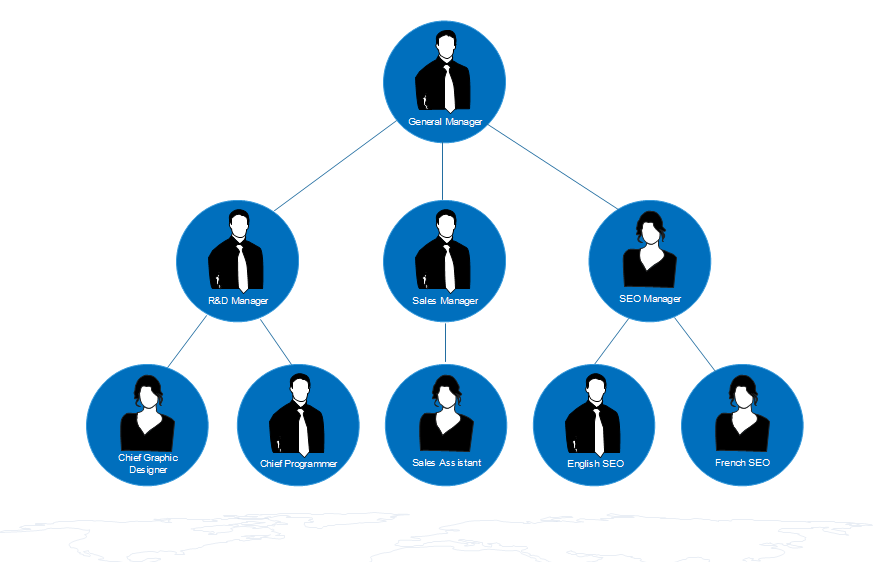 General Manager
R&D Manager
Sales Manager
SEO Manager
Chief Graphic
Designer
Chief Programmer
Sales Assistant
English SEO
French SEO